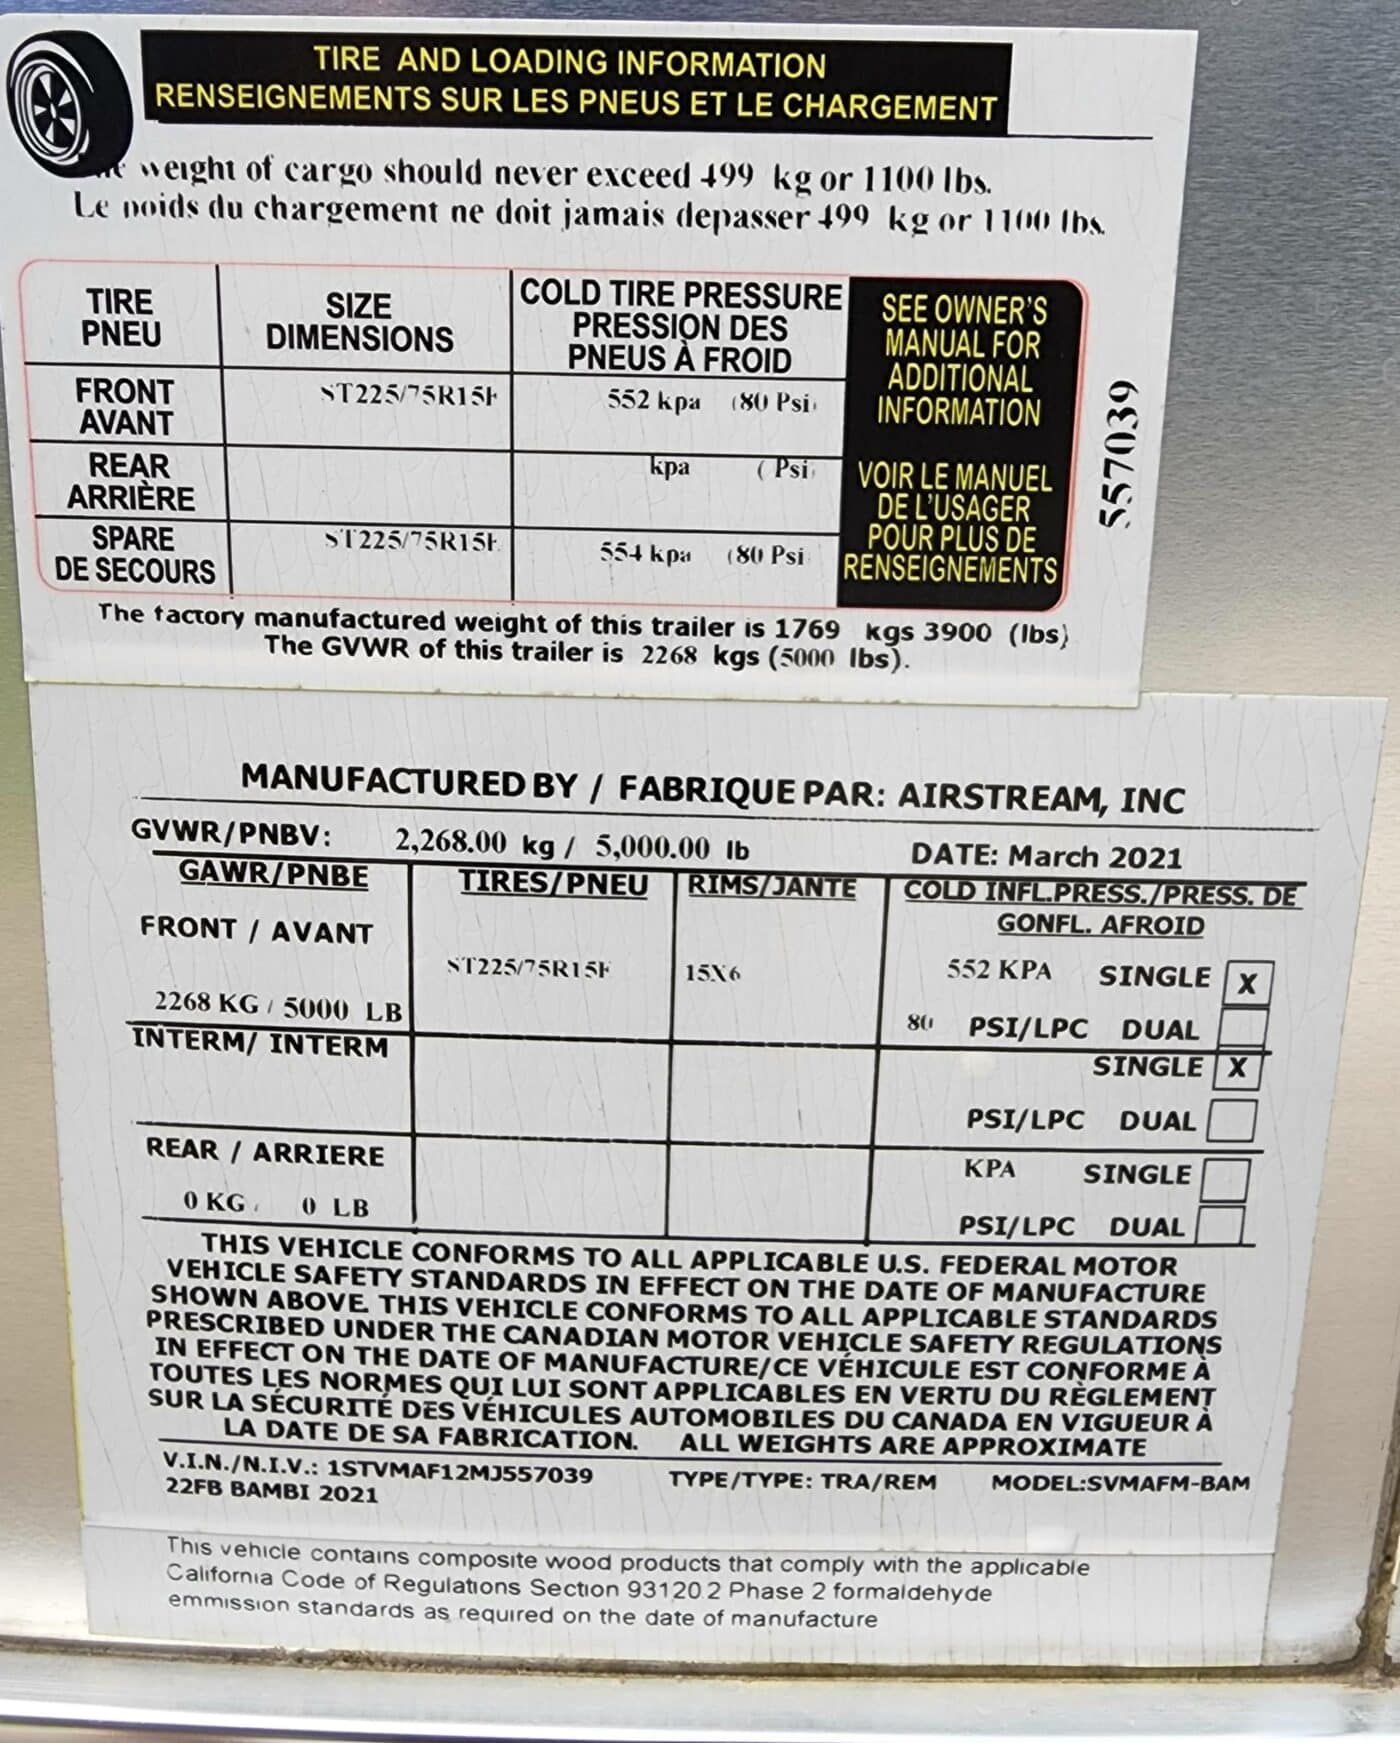 TIRE AND LOADING INFORMATION
RENSEIGNEMENTS SUR LES PNEUS ET LE CHARGEMENT
weight of cargo should never exceed 499 kg or 1100 lbs.
Le poids du chargement ne doit jamais depasser 499 kg or 1100 lbs.
TIRE PNEU
SIZE DIMENSIONS
COLD TIRE PRESSURE PRESSION DES PNEUS À FROID
FRONT AVANT
ST225/75R15E
552 kpa (80 Psi)
REAR ARRIÈRE
kpa ( Psi)
SPARE DE SECOURS
ST225/75R15E
554 kpa (80 Psi
SEE OWNER'S
MANUAL FOR
ADDITIONAL
INFORMATION
VOIR LE MANUEL
DE L'USAGER
POUR PLUS DE
RENSEIGNEMENTS
557039
The factory manufactured weight of this trailer is 1769 kgs 3900 (lbs)
The GVWR of this trailer is 2268 kgs (5000 lbs).
MANUFACTURED BY / FABRIQUE PAR: AIRSTREAM, INC
GVWR/PNBV: 2,268.00 kg / 5,000.00 lb DATE: March 2021
GAWR/PNBE TIRES/PNEU RIMS/JANTE COLD INFL.PRESS./PRESS. DE
GONFL. AFROID
FRONT / AVANT
ST225/75R15E 15X6 552 KPA SINGLE X
2268 KG / 5000 LB 80 PSI/LPC DUAL
INTERM/ INTERM SINGLE X
PSI/LPC DUAL
REAR / ARRIERE KPA SINGLE
0 KG / 0 LB PSI/LPC DUAL
THIS VEHICLE CONFORMS TO ALL APPLICABLE U.S. FEDERAL MOTOR
VEHICLE SAFETY STANDARDS IN EFFECT ON THE DATE OF MANUFACTURE
SHOWN ABOVE. THIS VEHICLE CONFORMS TO ALL APPLICABLE STANDARDS
PRESCRIBED UNDER THE CANADIAN MOTOR VEHICLE SAFETY REGULATIONS
IN EFFECT ON THE DATE OF MANUFACTURE/CE VÉHICULE EST CONFORME À
TOUTES LES NORMES QUI LUI SONT APPLICABLES EN VERTU DU RÈGLEMENT
SUR LA SÉCURITÉ DES VÉHICULES AUTOMOBILES DU CANADA EN VIGUEUR À
LA DATE DE SA FABRICATION. ALL WEIGHTS ARE APPROXIMATE
V.I.N./N.I.V.: 1STVMAF12MJ557039 TYPE/TYPE: TRA/REM MODEL:SVMAFM-BAM
22FB BAMBI 2021
This vehicle contains composite wood products that comply with the applicable
California Code of Regulations Section 93120.2 Phase 2 formaldehyde
emmission standards as required on the date of manufacture